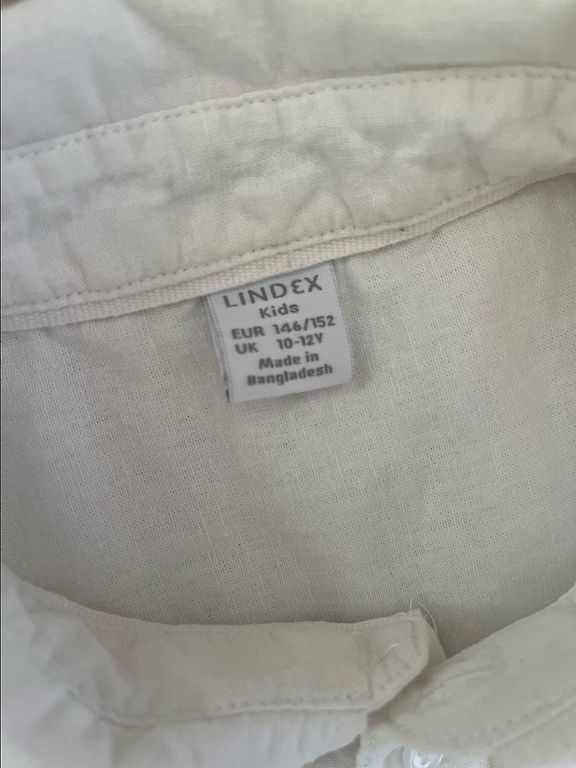 LINDEX
Kids
EUR 146/152
UK 10-12Y
Made in
Bangladesh